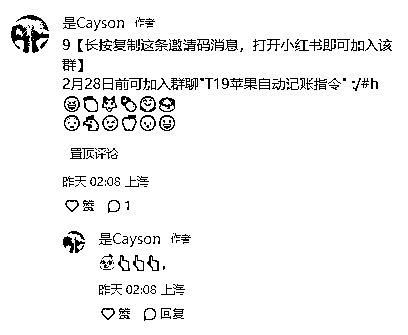 是Cayson 作者
9【长按复制这条邀请码消息，打开小红书即可加入该
群】
2月28日前可加入群聊"T19苹果自动记账指令" :/#h
置顶评论
昨天 02:08 上海
赞 1
是Cayson 作者
，
昨天 02:08 上海
赞 回复